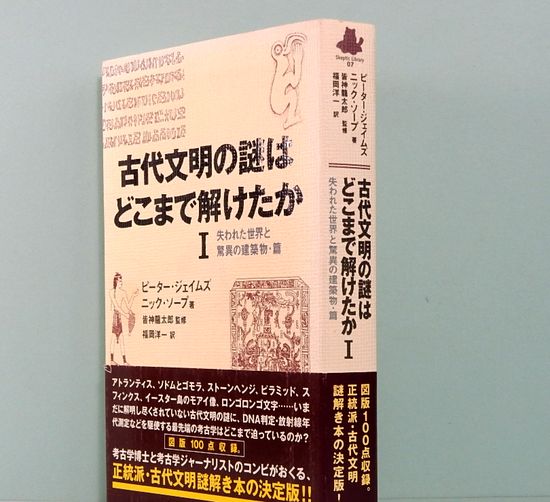 古代文明の謎は
どこまで解けたか
I
失われた世界と
驚異の建築物・篇
ピーター・ジェイムズ
ニック・ソープ 著
皆神龍太郎 監修
福岡洋一 訳
アトランティス、ソドムとゴモラ、ストーンヘンジ、ピラミッド、ス
フィンクス、イースター島のモアイ像、ロンゴロンゴ文字……いま
だに解明し尽くされていない古代文明の謎に、DNA判定・放射線年
代測定などを駆使する最先端の考古学はどこまで迫っているのか?
図版100点収録。
考古学博士と考古学ジャーナリストのコンビがおくる、
正統派・古代文明謎解き本の決定版!!
Skeptic Library
07
ピーター・ジェイムズ
ニック・ソープ 著
皆神龍太郎 監修
福岡洋一 訳
古代文明の謎は
どこまで解けたか I
失われた世界と驚異の建築物・篇
図版100点収録。
正統派・古代文明
謎解き本の決定版